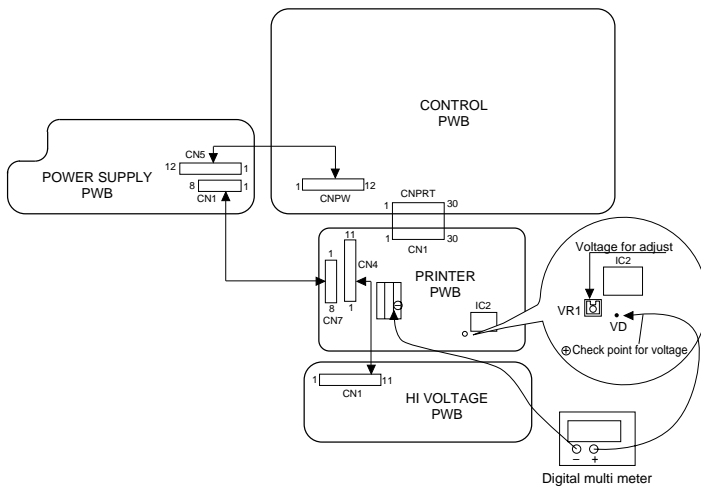 CONTROL
PWB
POWER SUPPLY
PWB
CN5
12 1
8 1
CN1
1 12
CNPW
CNPRT
1 30
1 30
CN1
11
CN4
1
1
8
CN7
PRINTER
PWB
IC2
Voltage for adjust
IC2
VR1
VD
⊕Check point for voltage
1 11
CN1
HI VOLTAGE
PWB
− +
Digital multi meter